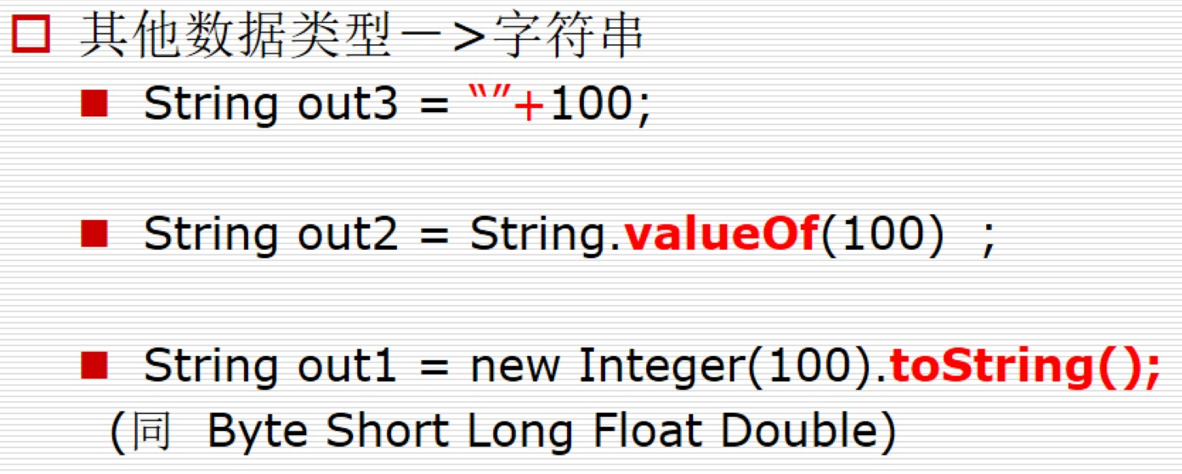 其他数据类型－>字符串
String out3 = “”+100;
String out2 = String.valueOf(100) ;
String out1 = new Integer(100).toString();
(同 Byte Short Long Float Double)